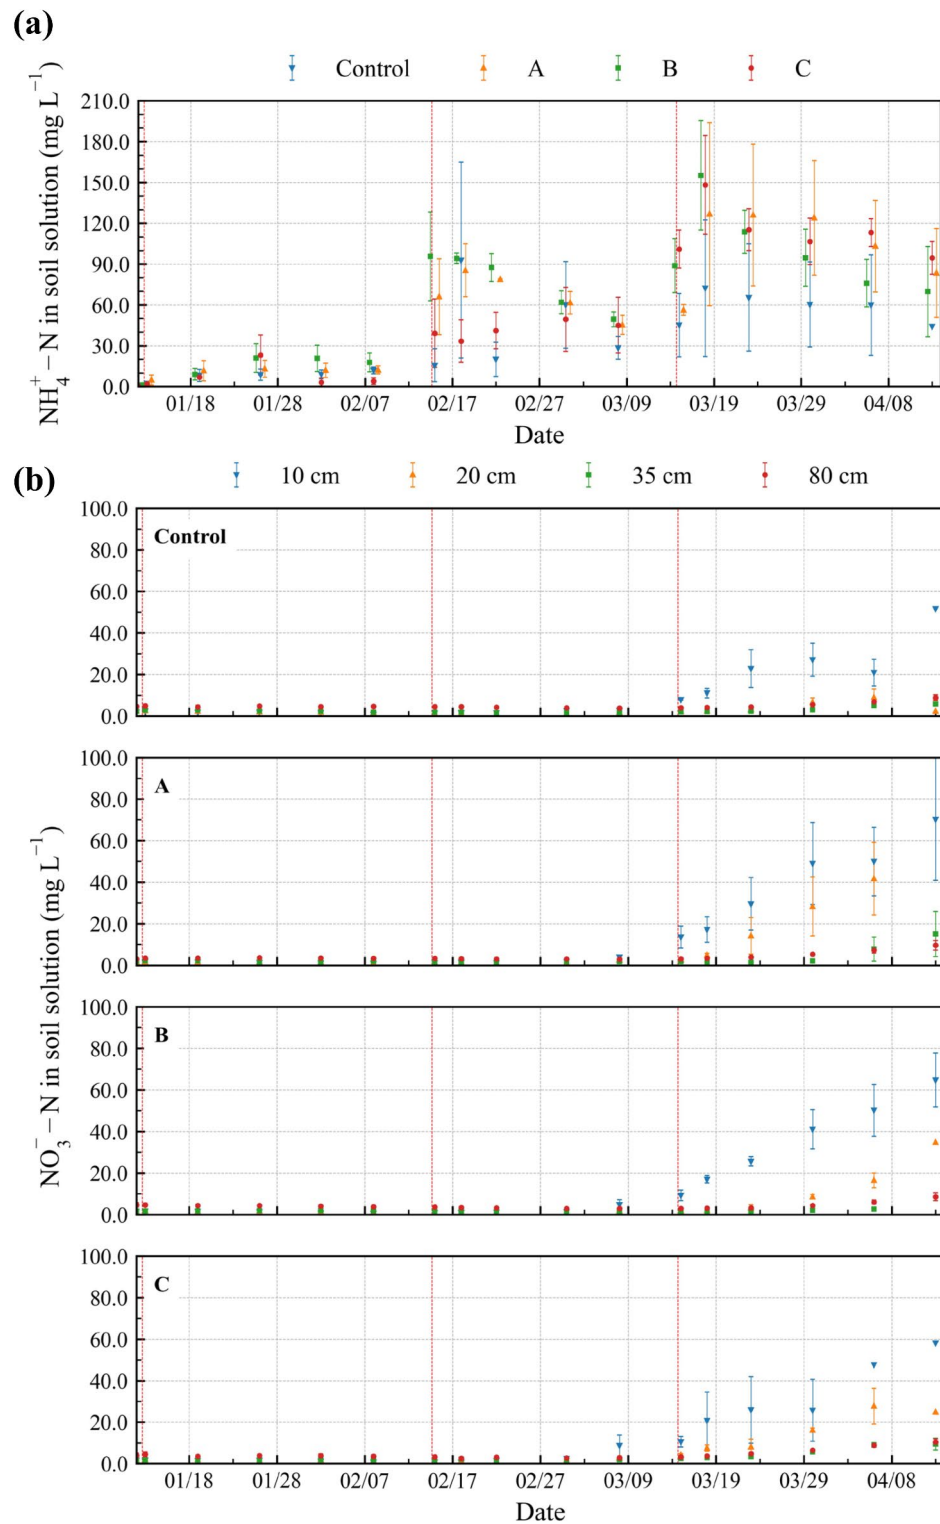 (a)
Control A B C
NH₄⁺ − N in soil solution (mg L⁻¹)
210.0
180.0
150.0
120.0
90.0
60.0
30.0
0.0
01/18 01/28 02/07 02/17 02/27 03/09 03/19 03/29 04/08
Date
(b)
10 cm 20 cm 35 cm 80 cm
NO₃⁻ − N in soil solution (mg L⁻¹)
100.0
Control
80.0
60.0
40.0
20.0
0.0
100.0
A
80.0
60.0
40.0
20.0
0.0
100.0
B
80.0
60.0
40.0
20.0
0.0
100.0
C
80.0
60.0
40.0
20.0
0.0
01/18 01/28 02/07 02/17 02/27 03/09 03/19 03/29 04/08
Date